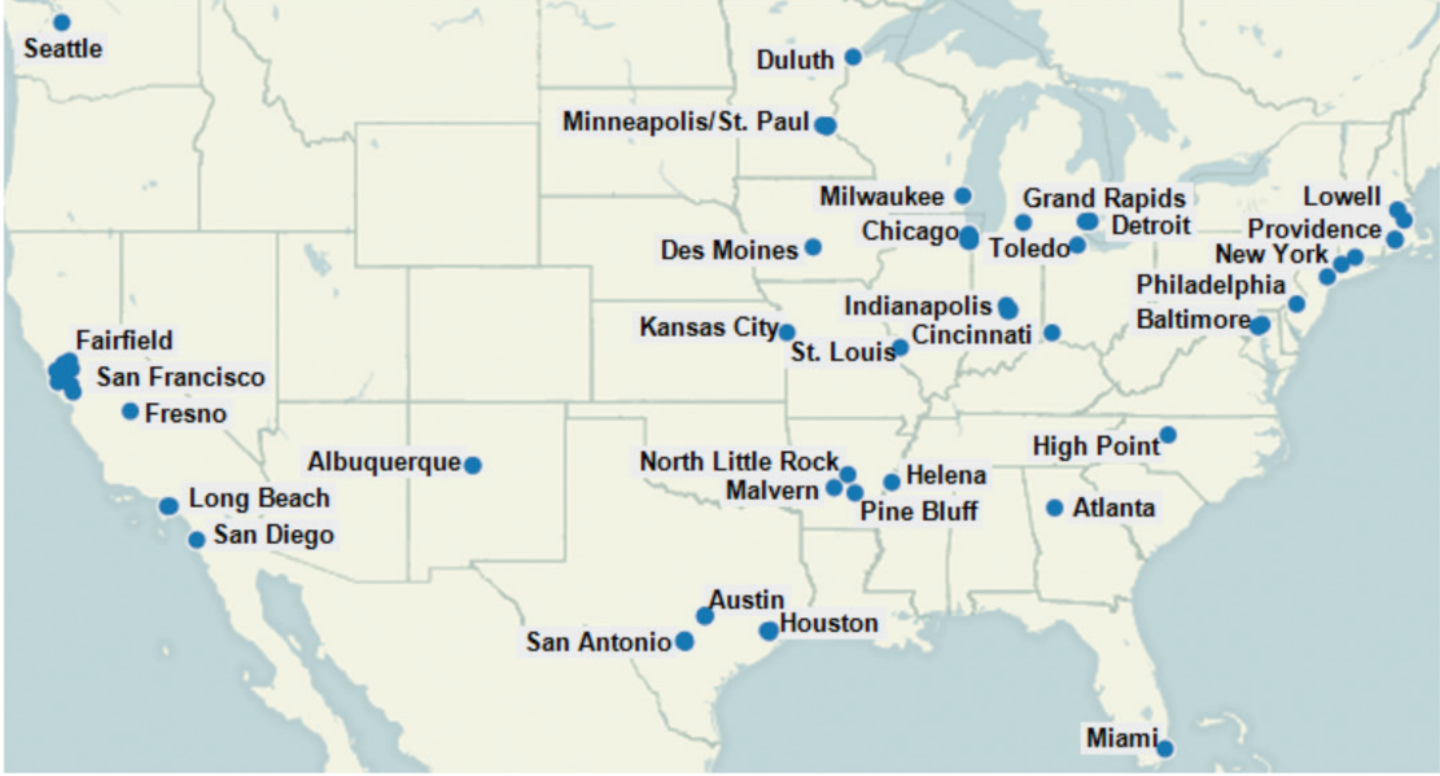 Seattle
Duluth
Minneapolis/St. Paul
Milwaukee
Grand Rapids
Lowell
Chicago
Detroit
Providence
Des Moines
Toledo
New York
Philadelphia
Indianapolis
Baltimore
Kansas City
Cincinnati
Fairfield
St. Louis
San Francisco
Fresno
High Point
Albuquerque
North Little Rock
Helena
Malvern
Long Beach
Pine Bluff
Atlanta
San Diego
Austin
Houston
San Antonio
Miami